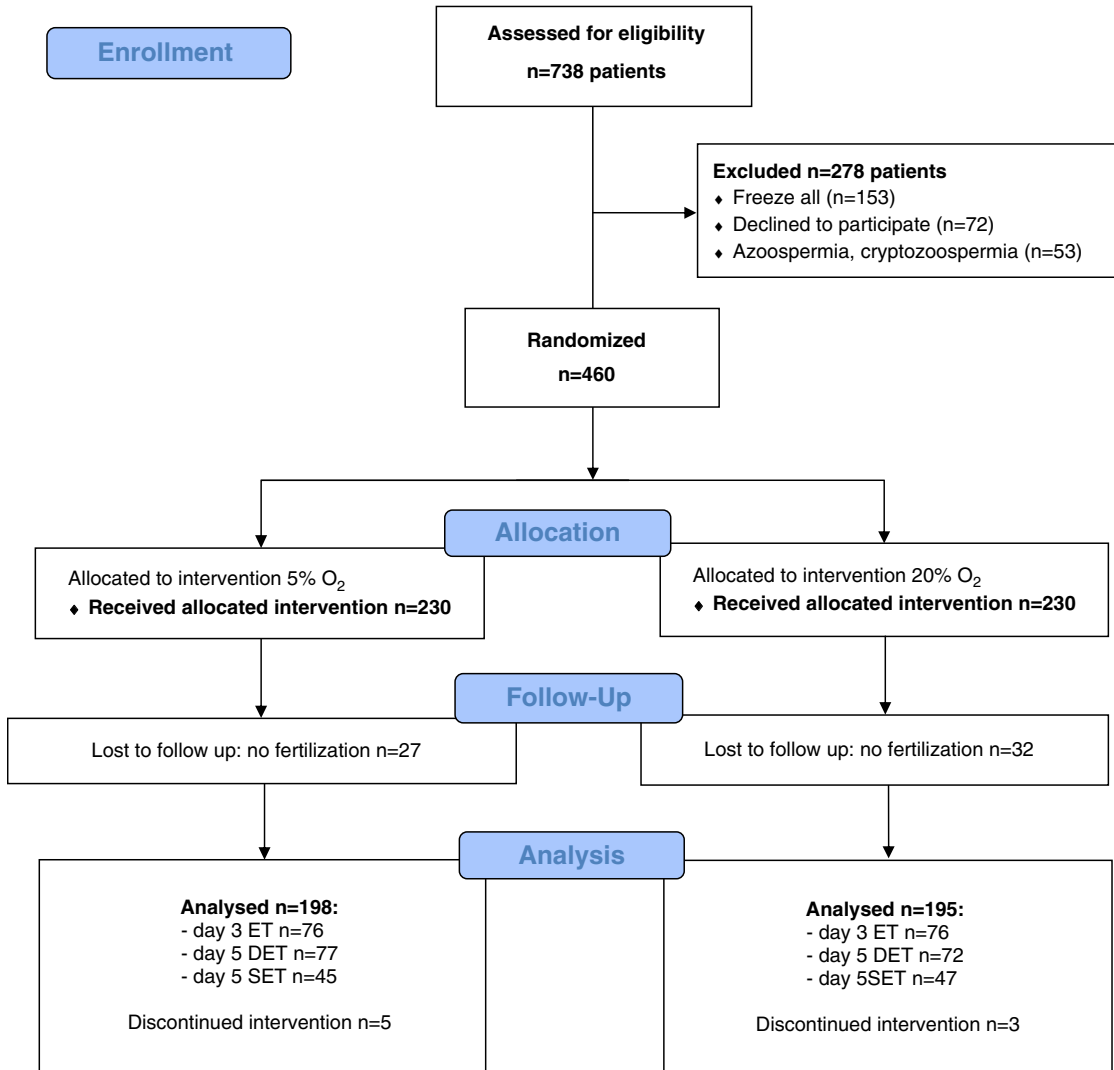 Enrollment
Assessed for eligibility
n=738 patients
Excluded n=278 patients
♦ Freeze all (n=153)
♦ Declined to participate (n=72)
♦ Azoospermia, cryptozoospermia (n=53)
Randomized
n=460
Allocation
Allocated to intervention 5% O₂
♦ Received allocated intervention n=230
Allocated to intervention 20% O₂
♦ Received allocated intervention n=230
Follow-Up
Lost to follow up: no fertilization n=27
Lost to follow up: no fertilization n=32
Analysis
Analysed n=198:
- day 3 ET n=76
- day 5 DET n=77
- day 5 SET n=45
Discontinued intervention n=5
Analysed n=195:
- day 3 ET n=76
- day 5 DET n=72
- day 5SET n=47
Discontinued intervention n=3